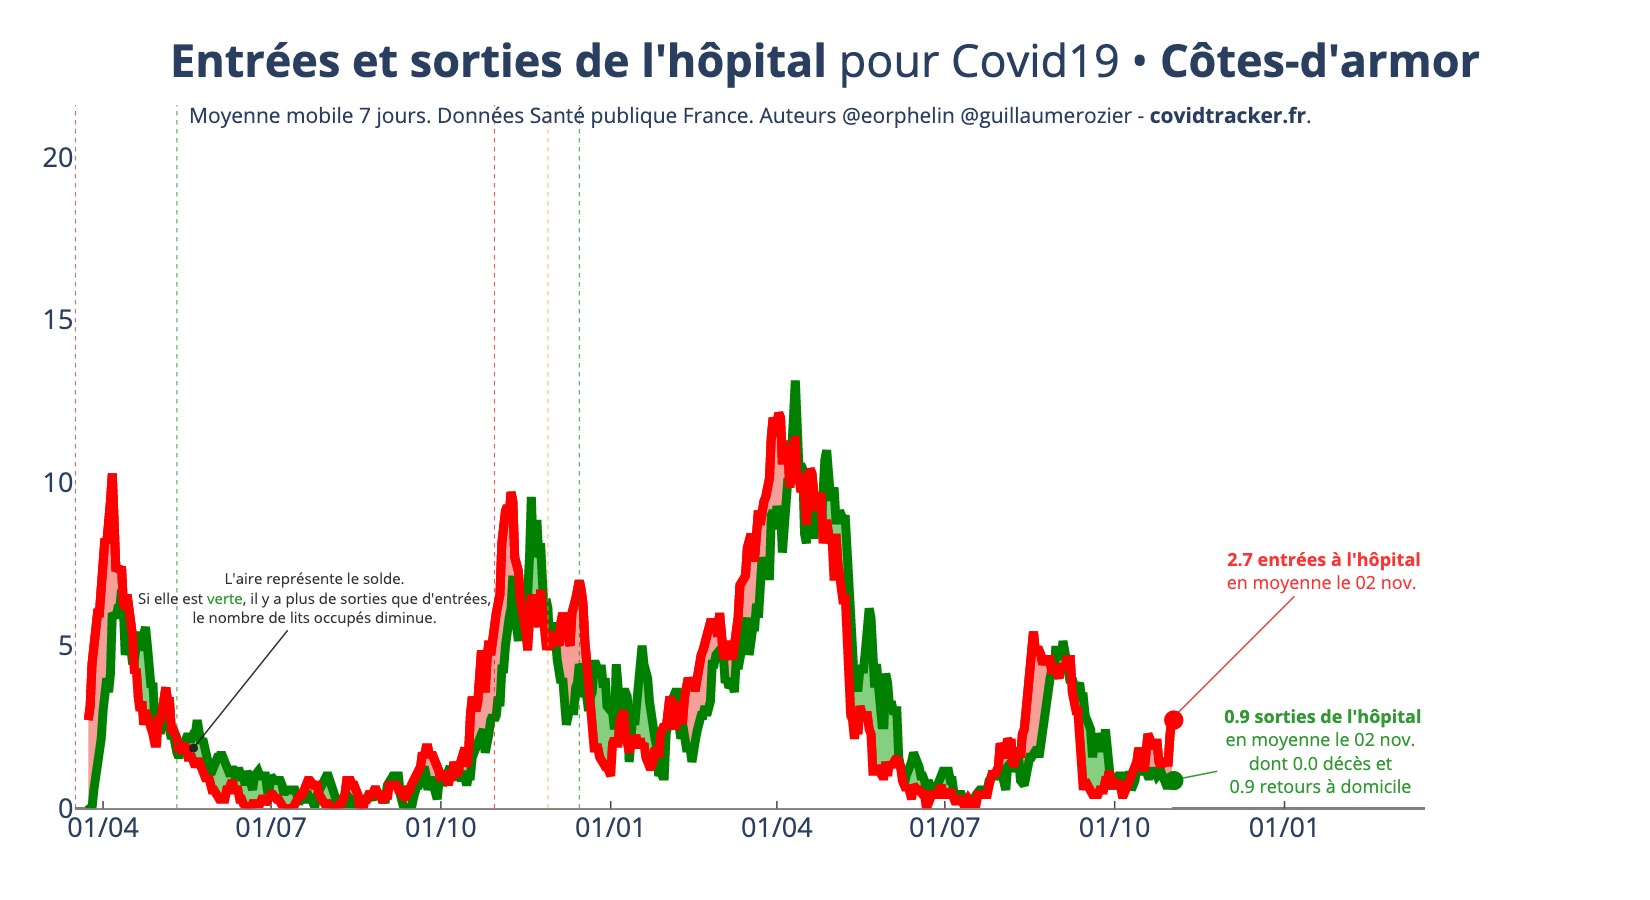 Entrées et sorties de l'hôpital pour Covid19 • Côtes-d'armor
Moyenne mobile 7 jours. Données Santé publique France. Auteurs @eorphelin @guillaumerozier - covidtracker.fr.
20
15
10
5
0
L'aire représente le solde.
Si elle est verte, il y a plus de sorties que d'entrées,
le nombre de lits occupés diminue.
2.7 entrées à l'hôpital
en moyenne le 02 nov.
0.9 sorties de l'hôpital
en moyenne le 02 nov.
dont 0.0 décès et
0.9 retours à domicile
01/04 01/07 01/10 01/01 01/04 01/07 01/10 01/01